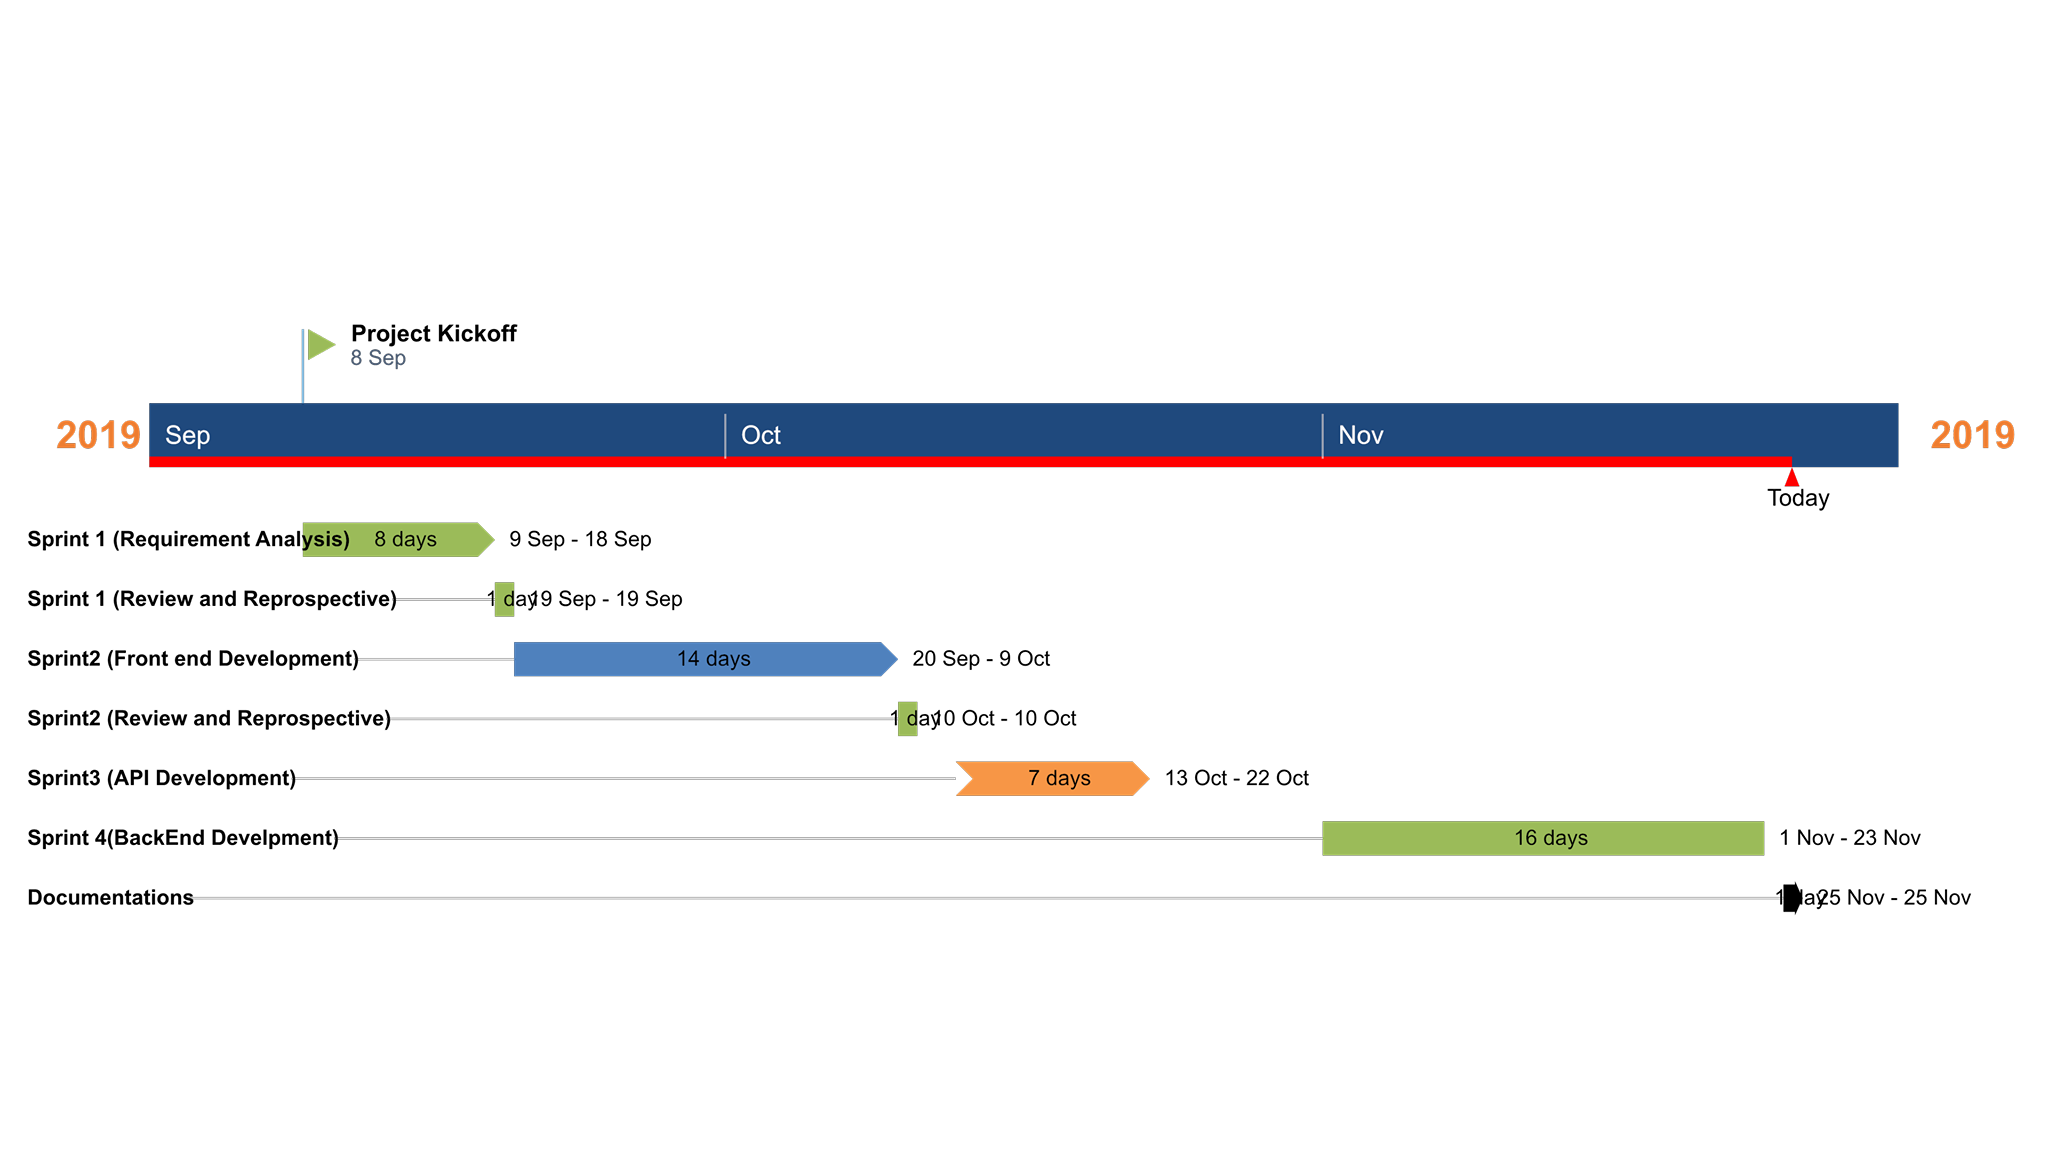 Project Kickoff
8 Sep
2019 Sep Oct Nov 2019
Today
Sprint 1 (Requirement Analysis) 8 days 9 Sep - 18 Sep
Sprint 1 (Review and Reprospective) 1 day 19 Sep - 19 Sep
Sprint2 (Front end Development) 14 days 20 Sep - 9 Oct
Sprint2 (Review and Reprospective) 1 day 10 Oct - 10 Oct
Sprint3 (API Development) 7 days 13 Oct - 22 Oct
Sprint 4(BackEnd Develpment) 16 days 1 Nov - 23 Nov
Documentations 1 day 25 Nov - 25 Nov